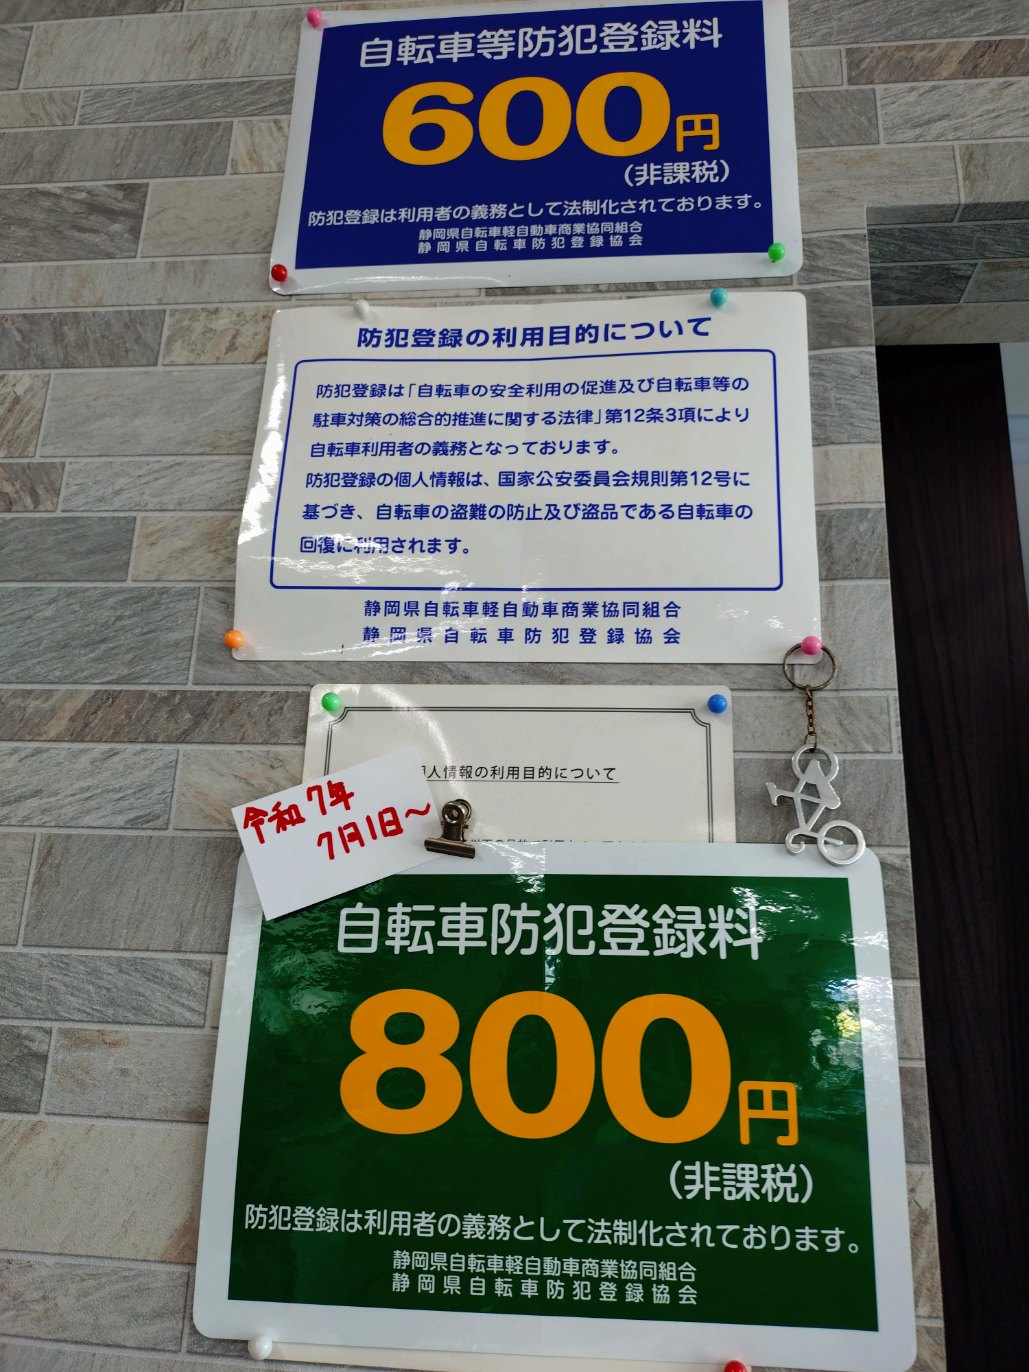 自転車等防犯登録料
600円
(非課税)
防犯登録は利用者の義務として法制化されております。
静岡県自転車軽自動車商業協同組合
静岡県自転車防犯登録協会
防犯登録の利用目的について
防犯登録は「自転車の安全利用の促進及び自転車等の
駐車対策の総合的推進に関する法律」第12条3項により
自転車利用者の義務となっております。
防犯登録の個人情報は、国家公安委員会規則第12号に
基づき、自転車の盗難の防止及び盗品である自転車の
回復に利用されます。
静岡県自転車軽自動車商業協同組合
静岡県自転車防犯登録協会
人情報の利用目的について
令和7年
7月1日~
自転車防犯登録料
800円
(非課税)
防犯登録は利用者の義務として法制化されております。
静岡県自転車軽自動車商業協同組合
静岡県自転車防犯登録協会